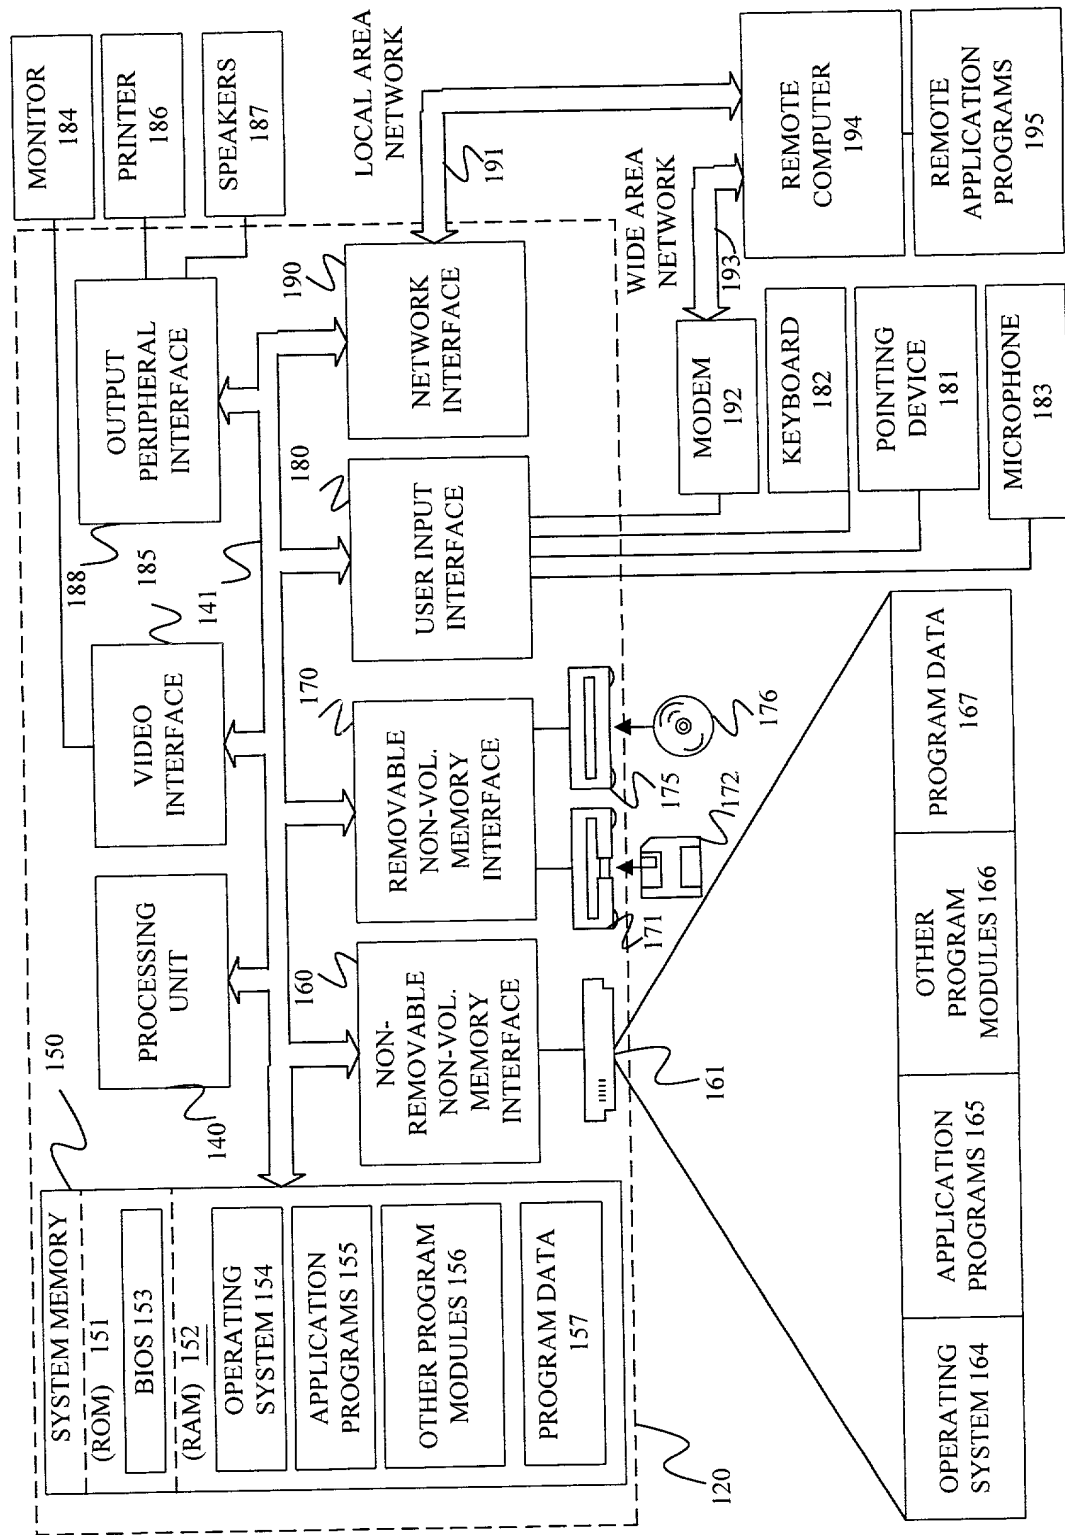 SYSTEM MEMORY
(ROM) 151
BIOS 153
(RAM) 152
OPERATING
SYSTEM 154
APPLICATION
PROGRAMS 155
OTHER PROGRAM
MODULES 156
PROGRAM DATA
157
120
150
PROCESSING
UNIT
140
VIDEO
INTERFACE
185
188
141
OUTPUT
PERIPHERAL
INTERFACE
MONITOR
184
PRINTER
186
SPEAKERS
187
160
NON-
REMOVABLE
NON-VOL.
MEMORY
INTERFACE
170
REMOVABLE
NON-VOL.
MEMORY
INTERFACE
180
USER INPUT
INTERFACE
190
NETWORK
INTERFACE
LOCAL AREA
NETWORK
191
161
171
172
175
176
WIDE AREA
NETWORK
193
MODEM
192
KEYBOARD
182
POINTING
DEVICE
181
MICROPHONE
183
REMOTE
COMPUTER
194
REMOTE
APPLICATION
PROGRAMS
195
OPERATING
SYSTEM 164
APPLICATION
PROGRAMS 165
OTHER
PROGRAM
MODULES 166
PROGRAM DATA
167